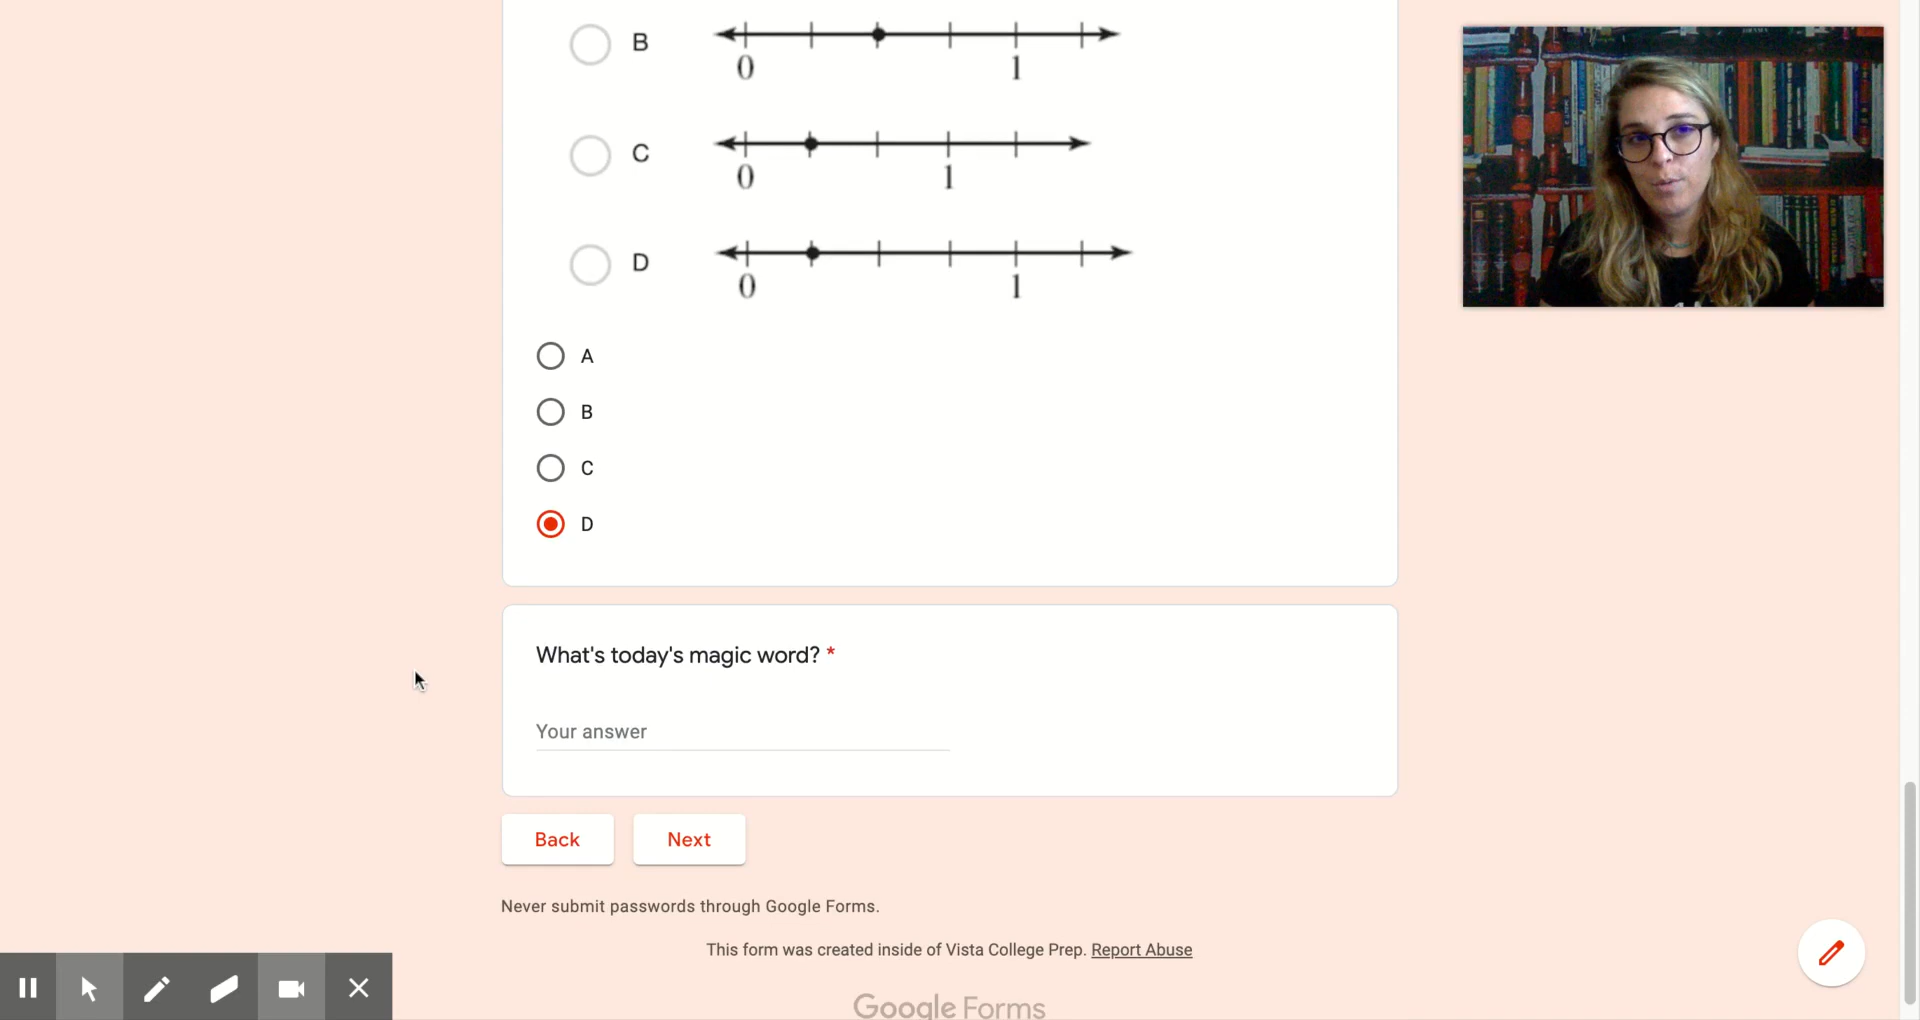 B
0 1
C
0 1
D
0 1
A
B
C
D
What's today's magic word? *
Your answer
Back Next
Never submit passwords through Google Forms.
This form was created inside of Vista College Prep. Report Abuse
Google Forms